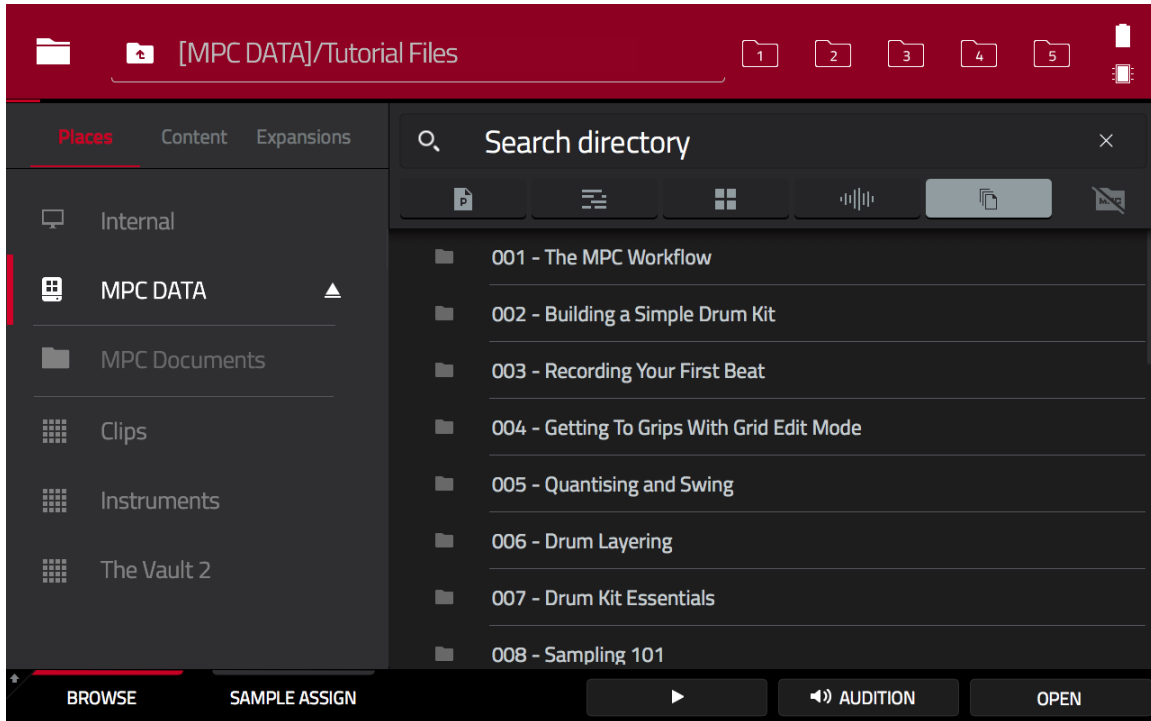 [MPC DATA]/Tutorial Files
1 2 3 4 5
Places Content Expansions
Search directory
P
MPC
Internal
MPC DATA
MPC Documents
Clips
Instruments
The Vault 2
001 - The MPC Workflow
002 - Building a Simple Drum Kit
003 - Recording Your First Beat
004 - Getting To Grips With Grid Edit Mode
005 - Quantising and Swing
006 - Drum Layering
007 - Drum Kit Essentials
008 - Sampling 101
BROWSE SAMPLE ASSIGN AUDITION OPEN